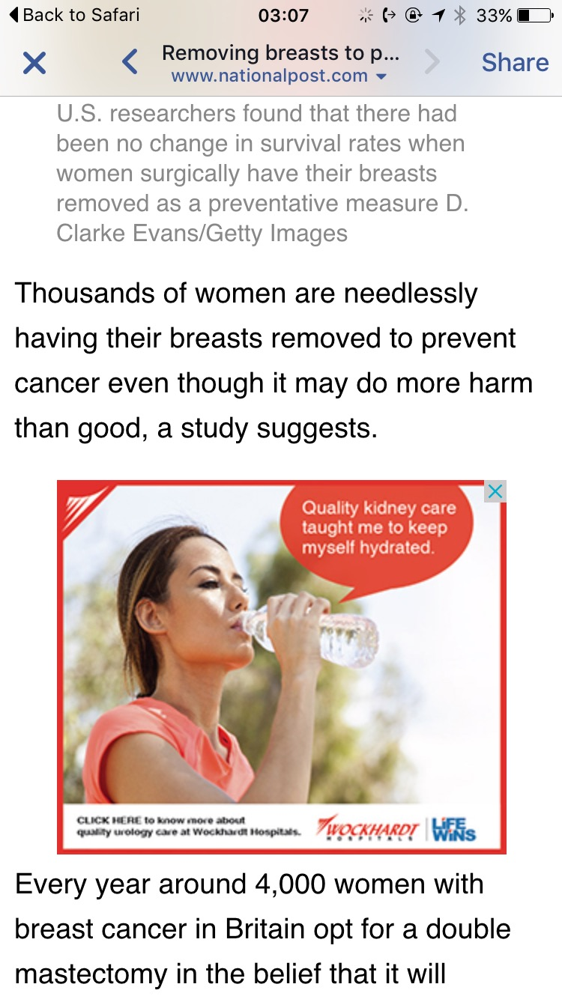 Back to Safari 03:07 33%
Removing breasts to p...
www.nationalpost.com
Share
U.S. researchers found that there had
been no change in survival rates when
women surgically have their breasts
removed as a preventative measure D.
Clarke Evans/Getty Images
Thousands of women are needlessly
having their breasts removed to prevent
cancer even though it may do more harm
than good, a study suggests.
Quality kidney care
taught me to keep
myself hydrated.
CLICK HERE to know more about
quality urology care at Wockhardt Hospitals.
WOCKHARDT
HOSPITALS
LiFE
WiNS
Every year around 4,000 women with
breast cancer in Britain opt for a double
mastectomy in the belief that it will